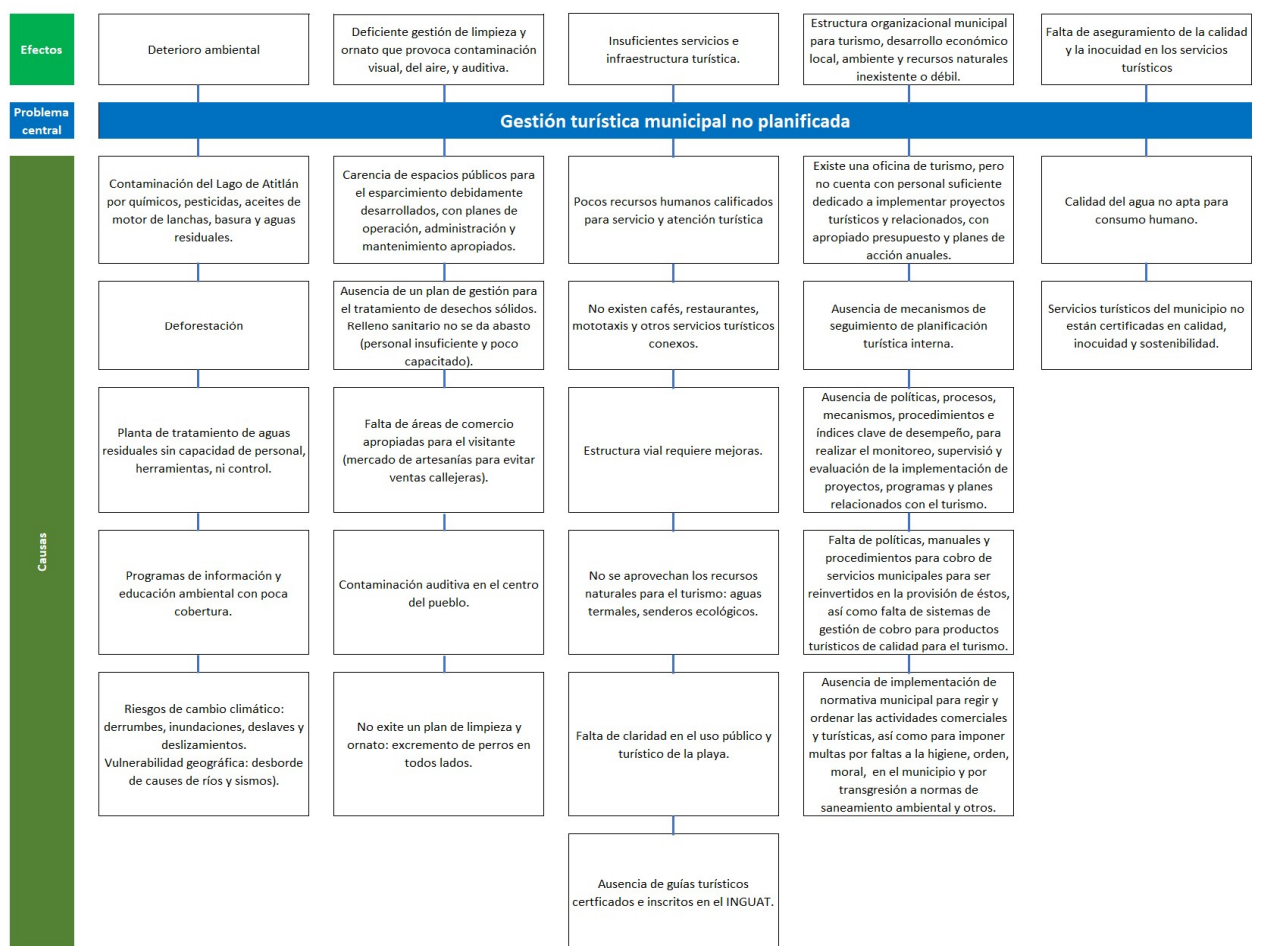 Efectos
Deterioro ambiental
Deficiente gestión de limpieza y
ornato que provoca contaminación
visual, del aire, y auditiva.
Insuficientes servicios e
infraestructura turística.
Estructura organizacional municipal
para turismo, desarrollo económico
local, ambiente y recursos naturales
inexistente o débil.
Falta de aseguramiento de la calidad
y la inocuidad en los servicios
turísticos
Problema
central
Gestión turística municipal no planificada
Causas
Contaminación del Lago de Atitlán
por químicos, pesticidas, aceites de
motor de lanchas, basura y aguas
residuales.
Carencia de espacios públicos para
el esparcimiento debidamente
desarrollados, con planes de
operación, administración y
mantenimiento apropiados.
Pocos recursos humanos calificados
para servicio y atención turística
Existe una oficina de turismo, pero
no cuenta con personal suficiente
dedicado a implementar proyectos
turísticos y relacionados, con
apropiado presupuesto y planes de
acción anuales.
Calidad del agua no apta para
consumo humano.
Deforestación
Ausencia de un plan de gestión para
el tratamiento de desechos sólidos.
Relleno sanitario no se da abasto
(personal insuficiente y poco
capacitado).
No existen cafés, restaurantes,
mototaxis y otros servicios turísticos
conexos.
Ausencia de mecanismos de
seguimiento de planificación
turística interna.
Servicios turísticos del municipio no
están certificadas en calidad,
inocuidad y sostenibilidad.
Planta de tratamiento de aguas
residuales sin capacidad de personal,
herramientas, ni control.
Falta de áreas de comercio
apropiadas para el visitante
(mercado de artesanías para evitar
ventas callejeras).
Estructura vial requiere mejoras.
Ausencia de políticas, procesos,
mecanismos, procedimientos e
índices clave de desempeño, para
realizar el monitoreo, supervisió y
evaluación de la implementación de
proyectos, programas y planes
relacionados con el turismo.
Programas de información y
educación ambiental con poca
cobertura.
Contaminación auditiva en el centro
del pueblo.
No se aprovechan los recursos
naturales para el turismo: aguas
termales, senderos ecológicos.
Falta de políticas, manuales y
procedimientos para cobro de
servicios municipales para ser
reinvertidos en la provisión de éstos,
así como falta de sistemas de
gestión de cobro para productos
turísticos de calidad para el turismo.
Riesgos de cambio climático:
derrumbes, inundaciones, deslaves y
deslizamientos.
Vulnerabilidad geográfica: desborde
de causes de ríos y sismos).
No exite un plan de limpieza y
ornato: excremento de perros en
todos lados.
Falta de claridad en el uso público y
turístico de la playa.
Ausencia de implementación de
normativa municipal para regir y
ordenar las actividades comerciales
y turísticas, así como para imponer
multas por faltas a la higiene, orden,
moral, en el municipio y por
transgresión a normas de
saneamiento ambiental y otros.
Ausencia de guías turísticos
certficados e inscritos en el INGUAT.